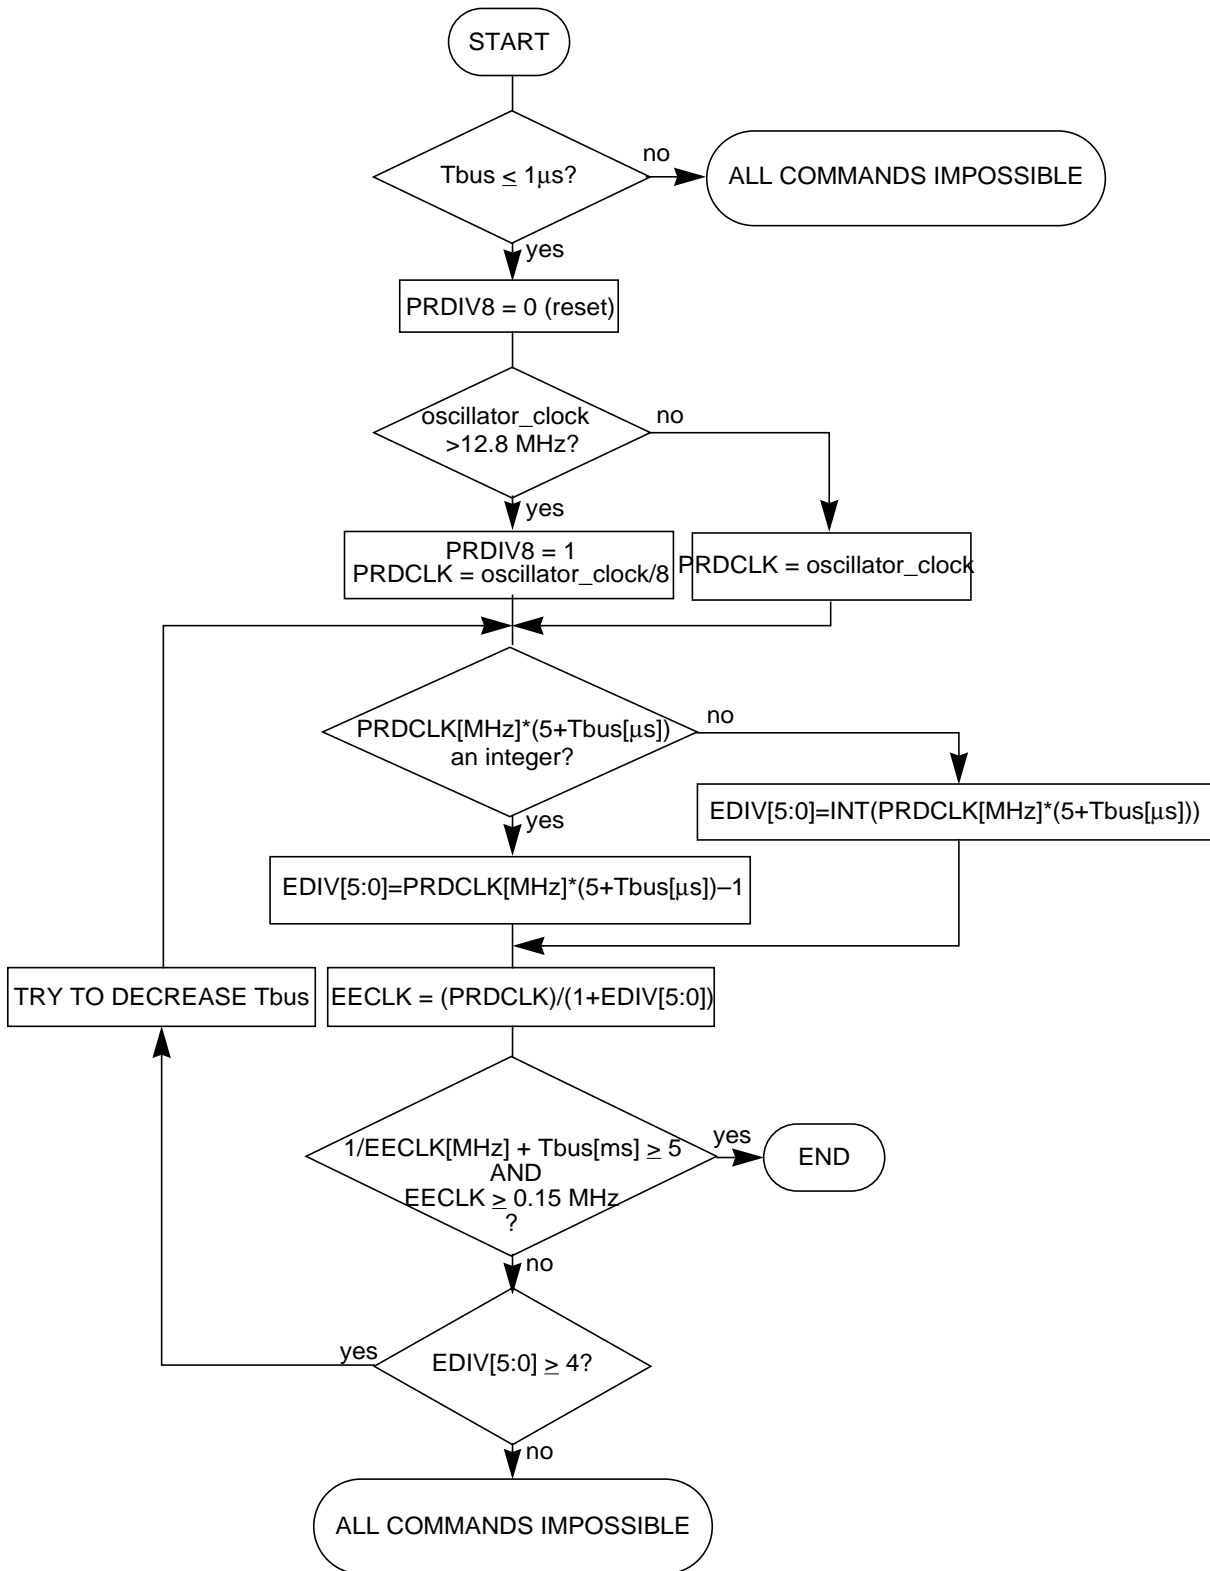 START
Tbus ≤ 1μs?
no
ALL COMMANDS IMPOSSIBLE
yes
PRDIV8 = 0 (reset)
oscillator_clock
>12.8 MHz?
no
yes
PRDIV8 = 1
PRDCLK = oscillator_clock/8
PRDCLK = oscillator_clock
PRDCLK[MHz]*(5+Tbus[μs])
an integer?
no
yes
EDIV[5:0]=INT(PRDCLK[MHz]*(5+Tbus[μs]))
EDIV[5:0]=PRDCLK[MHz]*(5+Tbus[μs])–1
TRY TO DECREASE Tbus
EECLK = (PRDCLK)/(1+EDIV[5:0])
1/EECLK[MHz] + Tbus[ms] ≥ 5
AND
EECLK ≥ 0.15 MHz
?
yes
END
no
EDIV[5:0] ≥ 4?
yes
no
ALL COMMANDS IMPOSSIBLE